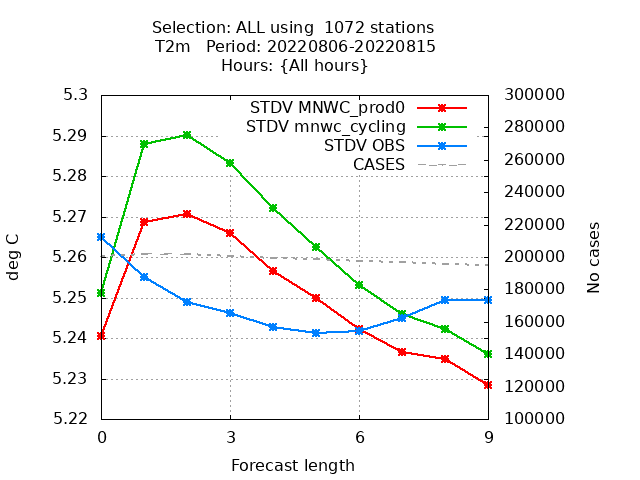 Selection: ALL using  1072 stations
T2m   Period: 20220806-20220815
Hours: {All hours}
STDV MNWC_prod0
STDV mnwc_cycling
STDV OBS
CASES
5.3
5.29
5.28
5.27
5.26
5.25
5.24
5.23
5.22
deg C
300000
280000
260000
240000
220000
200000
180000
160000
140000
120000
100000
No cases
0 3 6 9
Forecast length